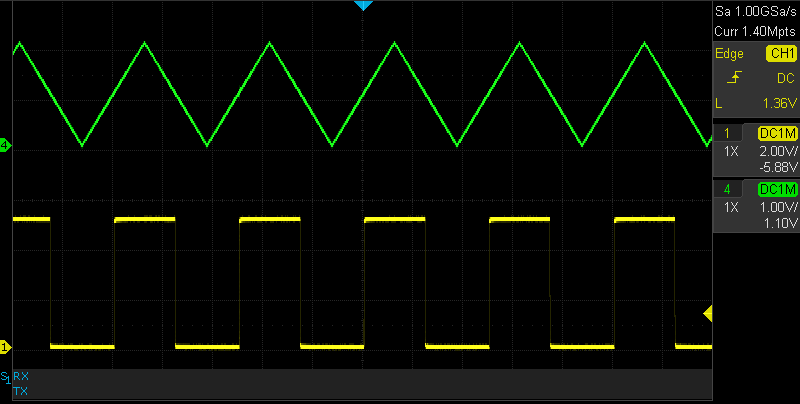 Sa 1.00GSa/s
Curr 1.40Mpts
Edge CH1
DC
L 1.36V
1 DC1M
1X 2.00V/
-5.88V
4 DC1M
1X 1.00V/
1.10V
4
1
S1 RX
TX